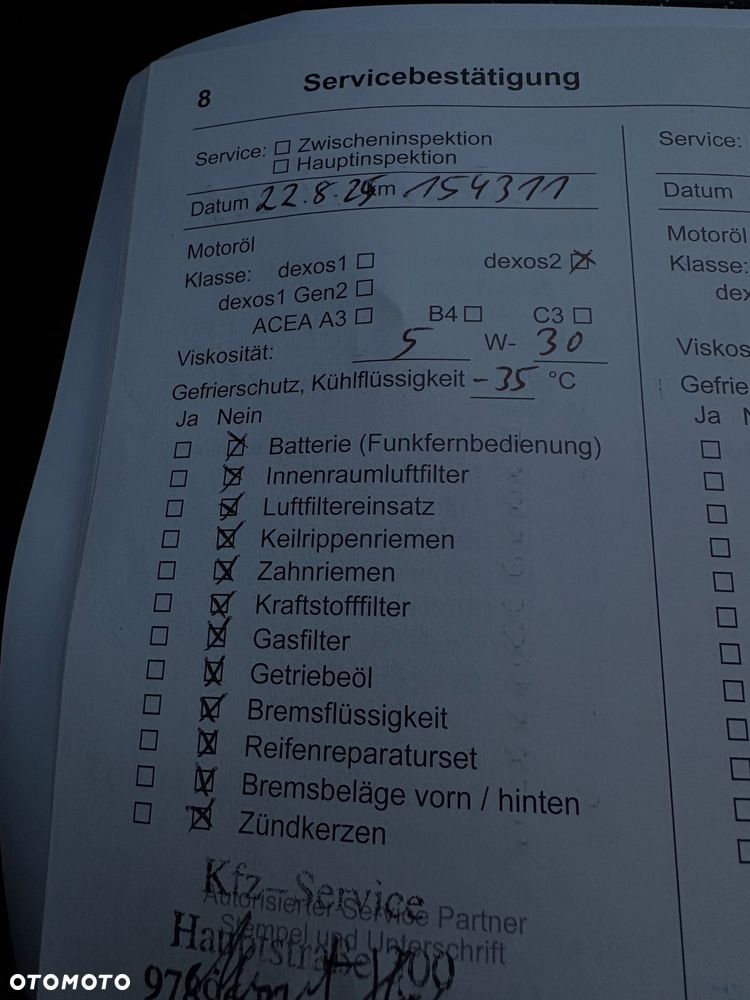 8 Servicebestätigung
Service: Zwischeninspektion
Hauptinspektion
Datum 22.8. km 154311
Motoröl
Klasse: dexos1 dexos2
dexos1 Gen2
ACEA A3 B4 C3
Viskosität: 5 W- 30
Gefrierschutz, Kühlflüssigkeit -35 °C
Ja Nein
Batterie (Funkfernbedienung)
Innenraumluftfilter
Luftfiltereinsatz
Keilrippenriemen
Zahnriemen
Kraftstofffilter
Gasfilter
Getriebeöl
Bremsflüssigkeit
Reifenreparaturset
Bremsbeläge vorn / hinten
Zündkerzen
Kfz-Service
Autorisierter Service Partner
Stempel und Unterschrift
Hauptstraße
Service:
Datum
Motoröl
Klasse:
Ja
OTOMOTO